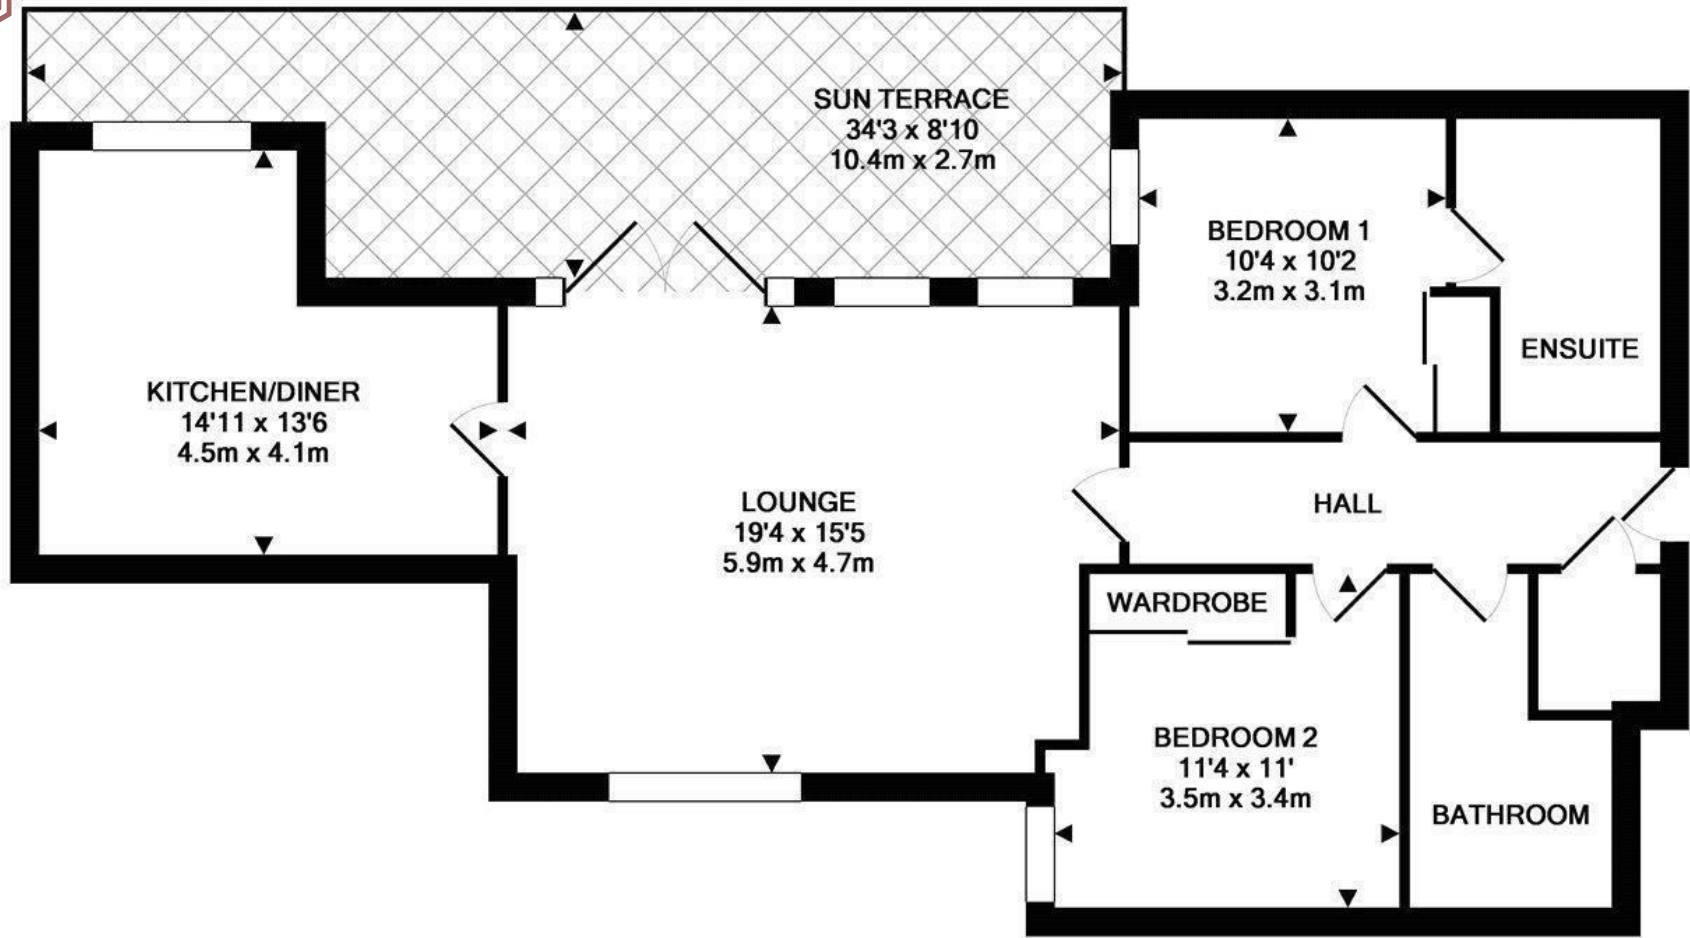 SUN TERRACE
34'3 x 8'10
10.4m x 2.7m
BEDROOM 1
10'4 x 10'2
3.2m x 3.1m
ENSUITE
KITCHEN/DINER
14'11 x 13'6
4.5m x 4.1m
LOUNGE
19'4 x 15'5
5.9m x 4.7m
HALL
WARDROBE
BEDROOM 2
11'4 x 11'
3.5m x 3.4m
BATHROOM